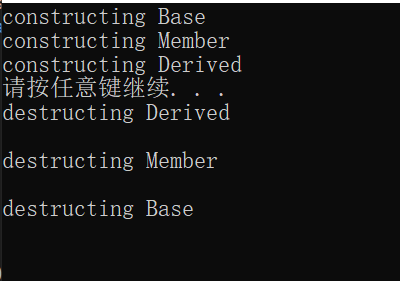 constructing Base
constructing Member
constructing Derived
请按任意键继续. . .
destructing Derived
destructing Member
destructing Base